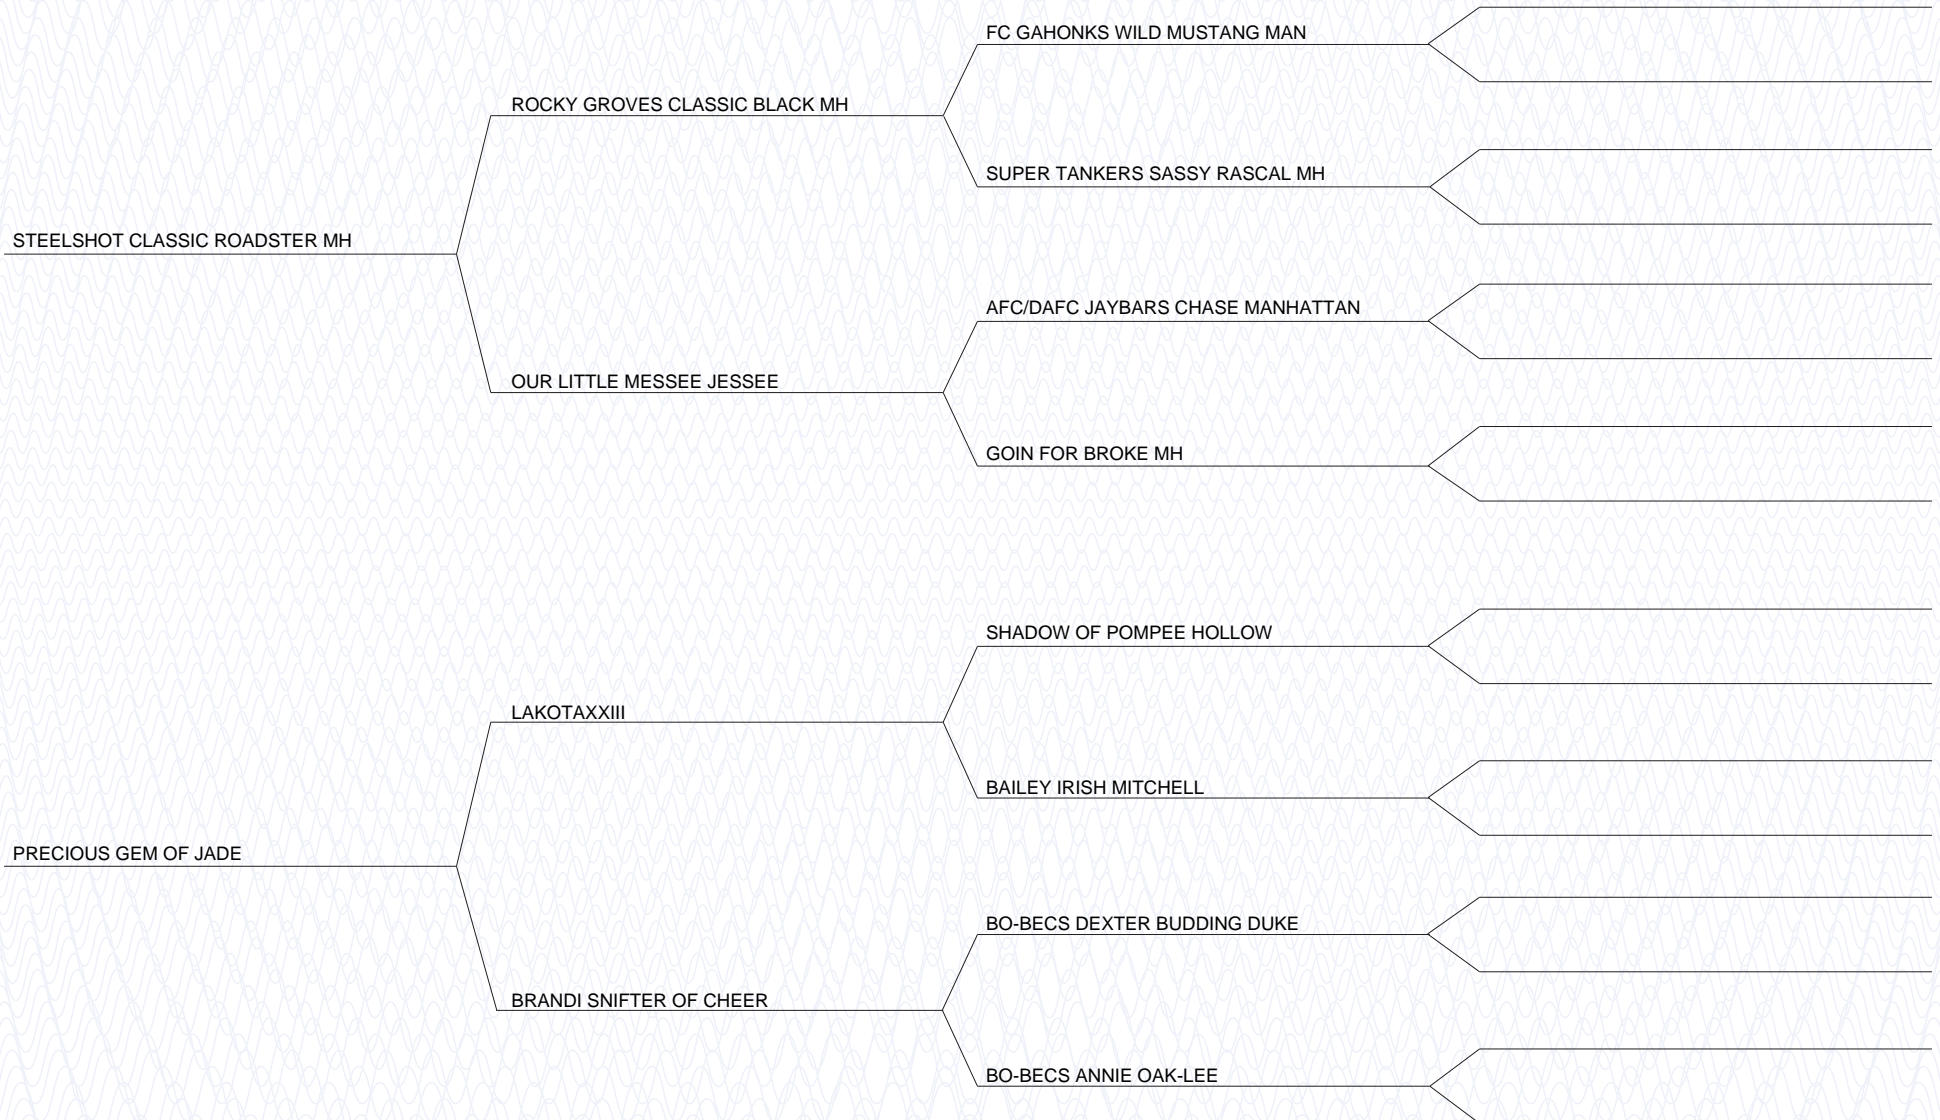 FC GAHONKS WILD MUSTANG MAN
ROCKY GROVES CLASSIC BLACK MH
SUPER TANKERS SASSY RASCAL MH
STEELSHOT CLASSIC ROADSTER MH
AFC/DAFC JAYBARS CHASE MANHATTAN
OUR LITTLE MESSEE JESSEE
GOIN FOR BROKE MH
SHADOW OF POMPEE HOLLOW
LAKOTAXXIII
BAILEY IRISH MITCHELL
PRECIOUS GEM OF JADE
BO-BECS DEXTER BUDDING DUKE
BRANDI SNIFTER OF CHEER
BO-BECS ANNIE OAK-LEE